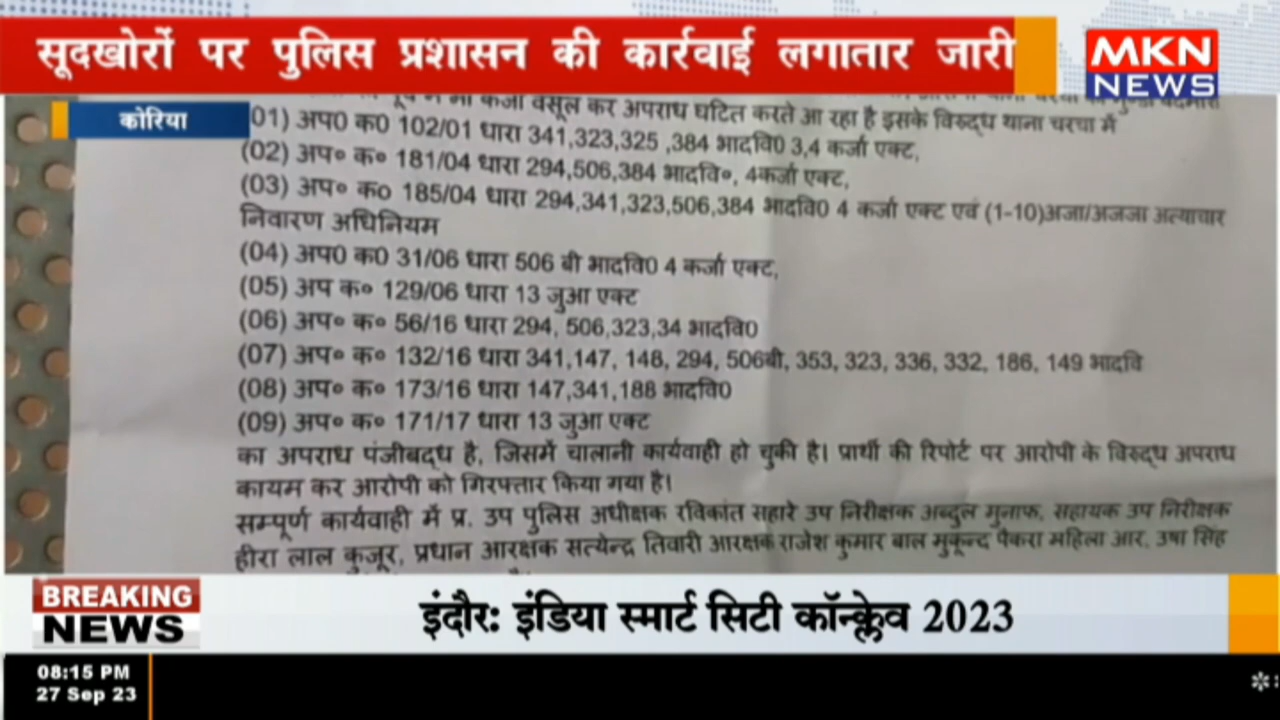 सूदखोरों पर पुलिस प्रशासन की कार्रवाई लगातार जारी
MKN
NEWS
कोरिया
कर्जा वसूल कर अपराध घटित करते आ रहा है इसके विरुद्ध थाना चरचा में
01) अप0 क0 102/01 धारा 341,323,325 ,384 भादवि0 3,4 कर्जा एक्ट,
(02) अप० क० 181/04 धारा 294,506,384 भादवि०, 4कर्जा एक्ट,
(03) अप० क0 185/04 धारा 294,341,323,506,384 भादवि0 4 कर्जा एक्ट एवं (1-10)अजा/अजजा अत्याचार
निवारण अधिनियम
(04) अप0 क0 31/06 धारा 506 बी भादवि0 4 कर्जा एक्ट,
(05) अप क० 129/06 धारा 13 जुआ एक्ट
(06) अप० क० 56/16 धारा 294, 506,323,34 भादवि0
(07) अप० क० 132/16 धारा 341,147, 148, 294, 506बी, 353, 323, 336, 332, 186, 149 भादवि
(08) अप० क० 173/16 धारा 147,341,188 भादवि0
(09) अप० क० 171/17 धारा 13 जुआ एक्ट
का अपराध पंजीबद्ध है, जिसमें चालानी कार्यवाही हो चुकी है। प्रार्थी की रिपोर्ट पर आरोपी के विरुद्ध अपराध
कायम कर आरोपी को गिरफ्तार किया गया है।
सम्पूर्ण कार्यवाही में प्र. उप पुलिस अधीक्षक रविकांत सहारे उप निरीक्षक अब्दुल मुनाफ, सहायक उप निरीक्षक
हीरा लाल कुजूर, प्रधान आरक्षक सत्येन्द्र तिवारी आरक्षक राजेश कुमार बाल मुकून्द पैकरा महिला आर, उषा सिंह
BREAKING
NEWS
इंदौर: इंडिया स्मार्ट सिटी कॉन्क्लेव 2023
08:15 PM
27 Sep 23